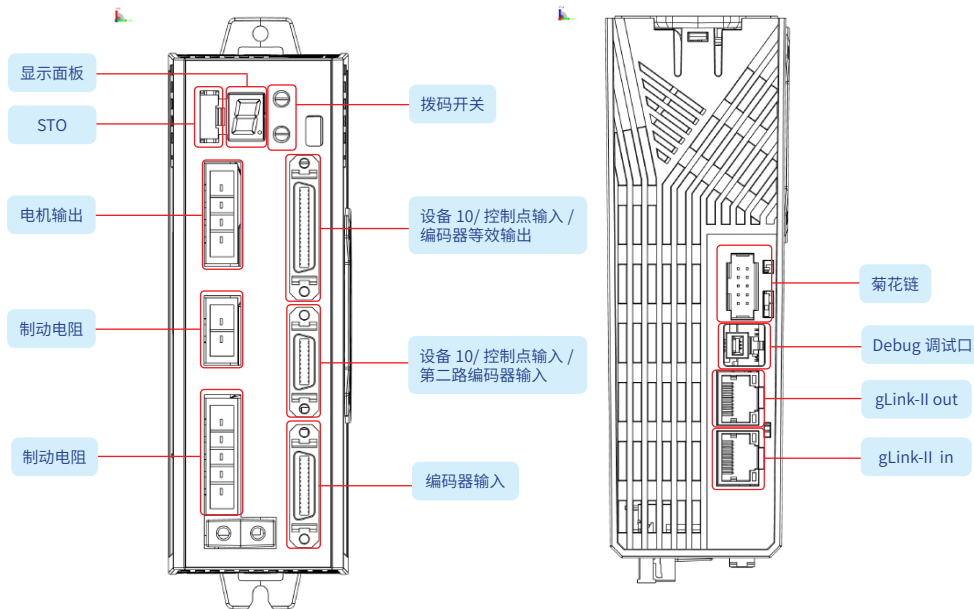 显示面板
STO
电机输出
制动电阻
制动电阻
拨码开关
设备 10/ 控制点输入 /
编码器等效输出
设备 10/ 控制点输入 /
第二路编码器输入
编码器输入
菊花链
Debug 调试口
gLink-II out
gLink-II in